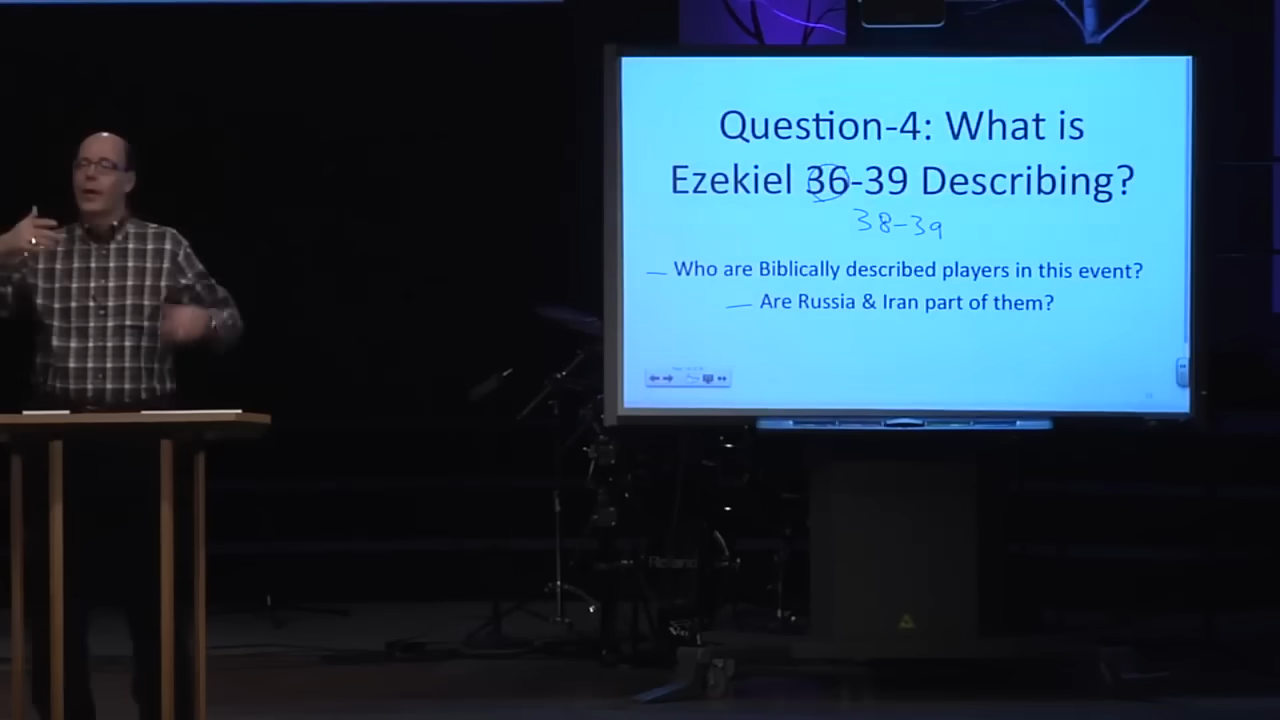 Question-4: What is
Ezekiel 36-39 Describing?
38-39
Who are Biblically described players in this event?
Are Russia & Iran part of them?
Roland